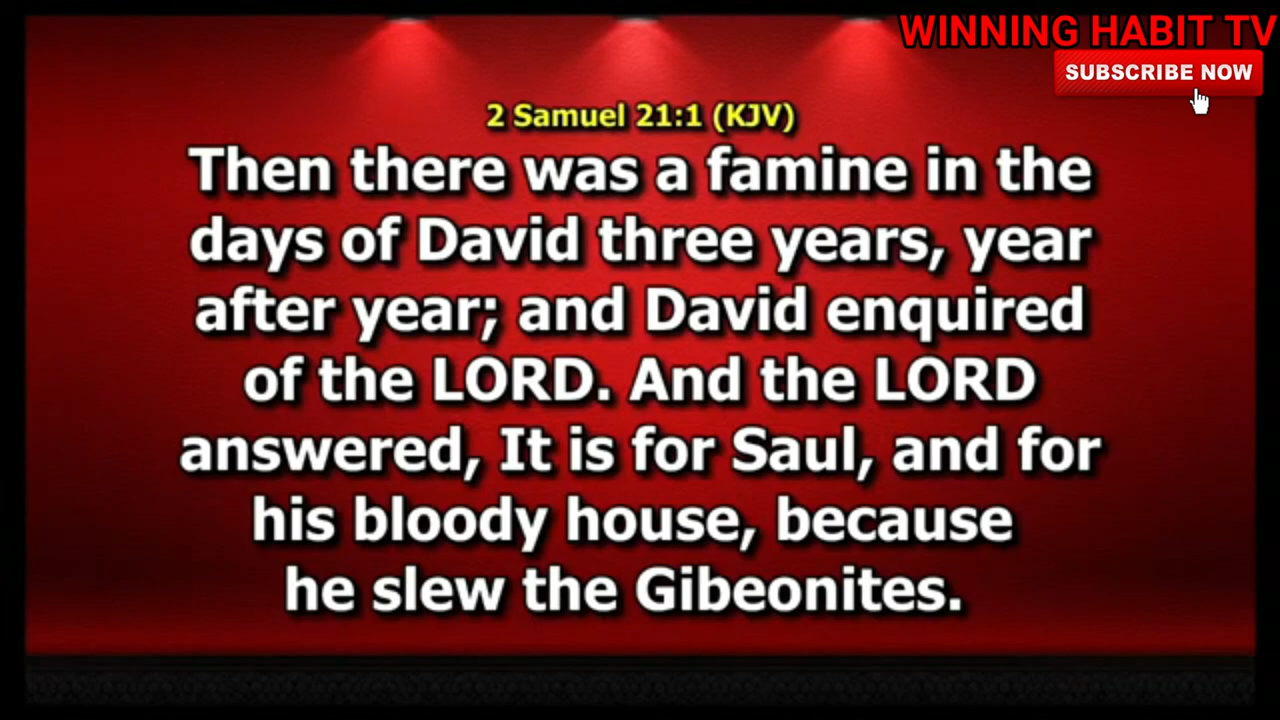 WINNING HABIT TV
SUBSCRIBE NOW
2 Samuel 21:1 (KJV)
Then there was a famine in the
days of David three years, year
after year; and David enquired
of the LORD. And the LORD
answered, It is for Saul, and for
his bloody house, because
he slew the Gibeonites.